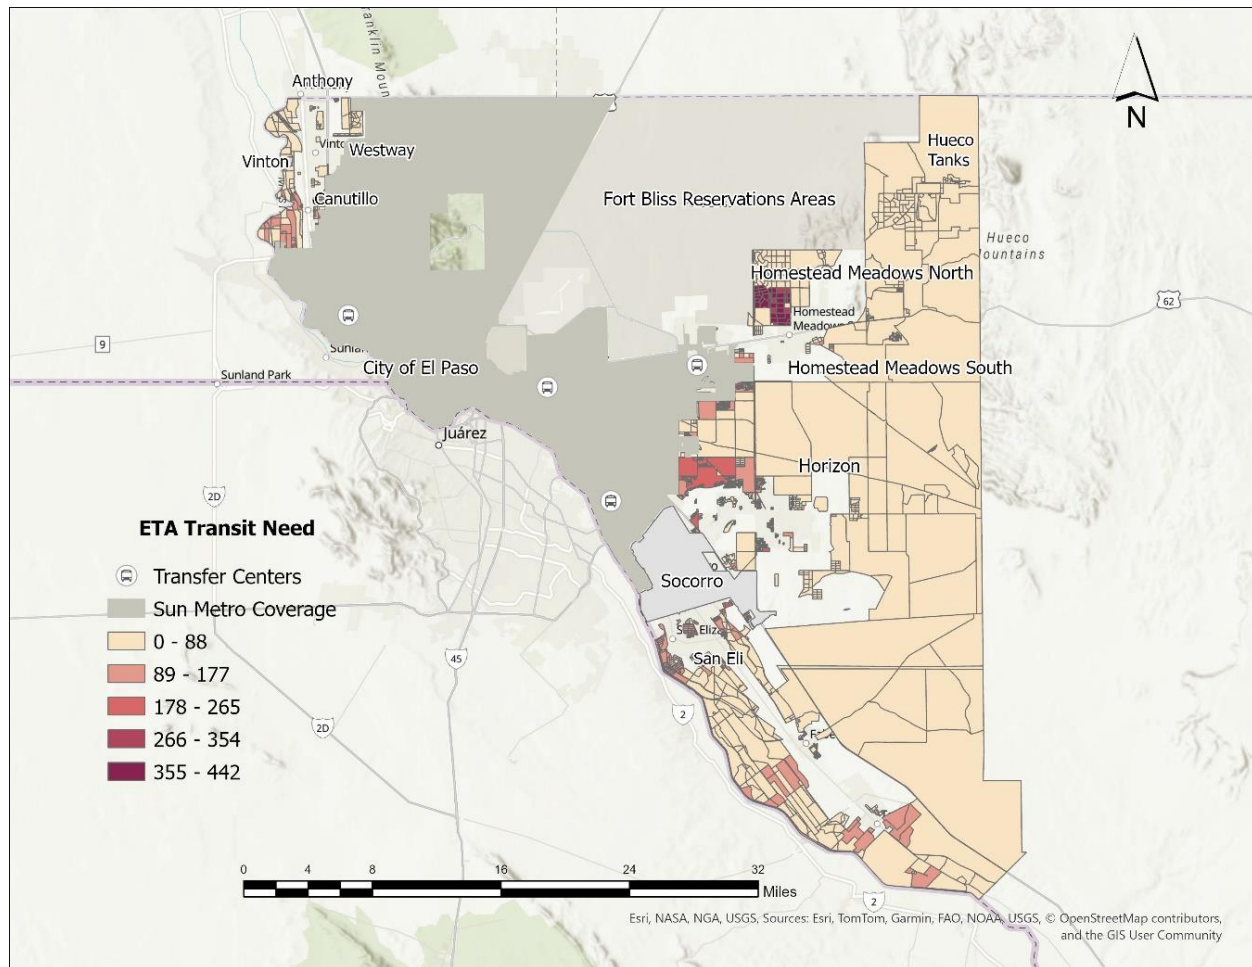 Anthony
Vinton
Westway
Canutillo
Hueco
Tanks
Fort Bliss Reservations Areas
Hueco
Homestead Meadows North
62
Homestead
9
City of El Paso
Sunland Park
Homestead Meadows South
Juárez
Horizon
2D
ETA Transit Need
Transfer Centers
Sun Metro Coverage
0 - 88
89 - 177
178 - 265
266 - 354
355 - 442
Socorro
San Eli
45
2
2D
N
0 4 8 16 24 32
Miles
2
Esri, NASA, NGA, USGS, Sources: Esri, TomTom, Garmin, FAO, NOAA, USGS, © OpenStreetMap contributors,
and the GIS User Community